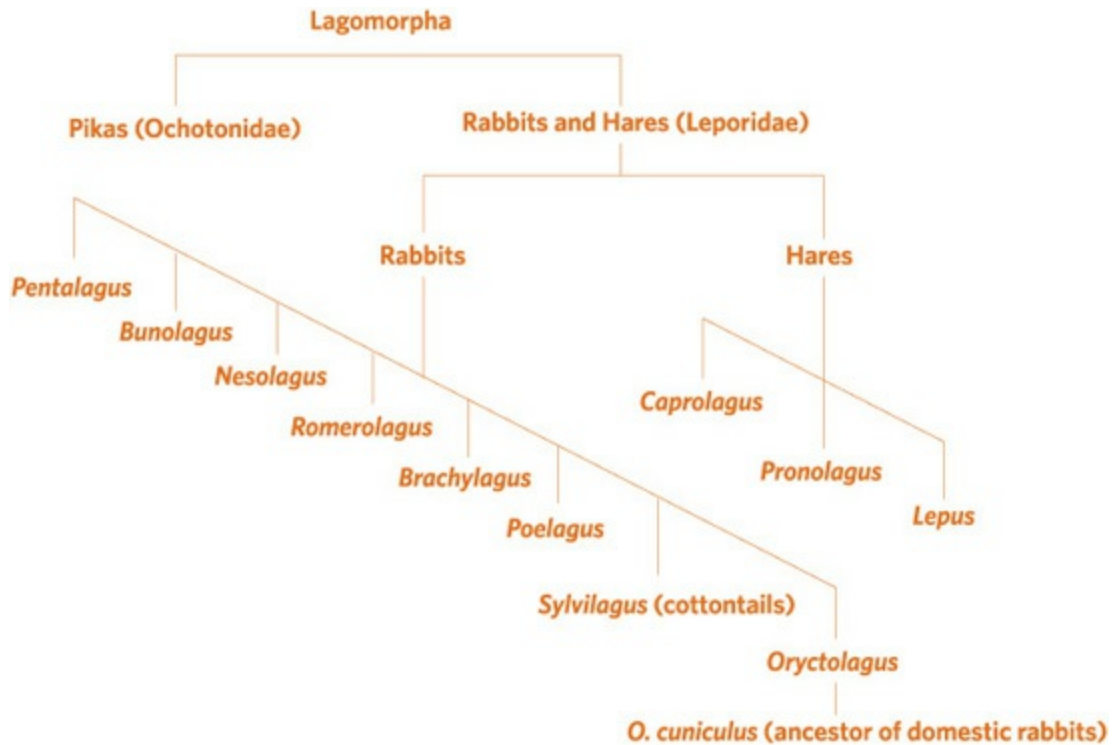 Lagomorpha
Pikas (Ochotonidae)
Rabbits and Hares (Leporidae)
Rabbits
Hares
Pentalagus
Bunolagus
Nesolagus
Romerolagus
Brachylagus
Poelagus
Sylvilagus (cottontails)
Oryctolagus
O. cuniculus (ancestor of domestic rabbits)
Caprolagus
Pronolagus
Lepus